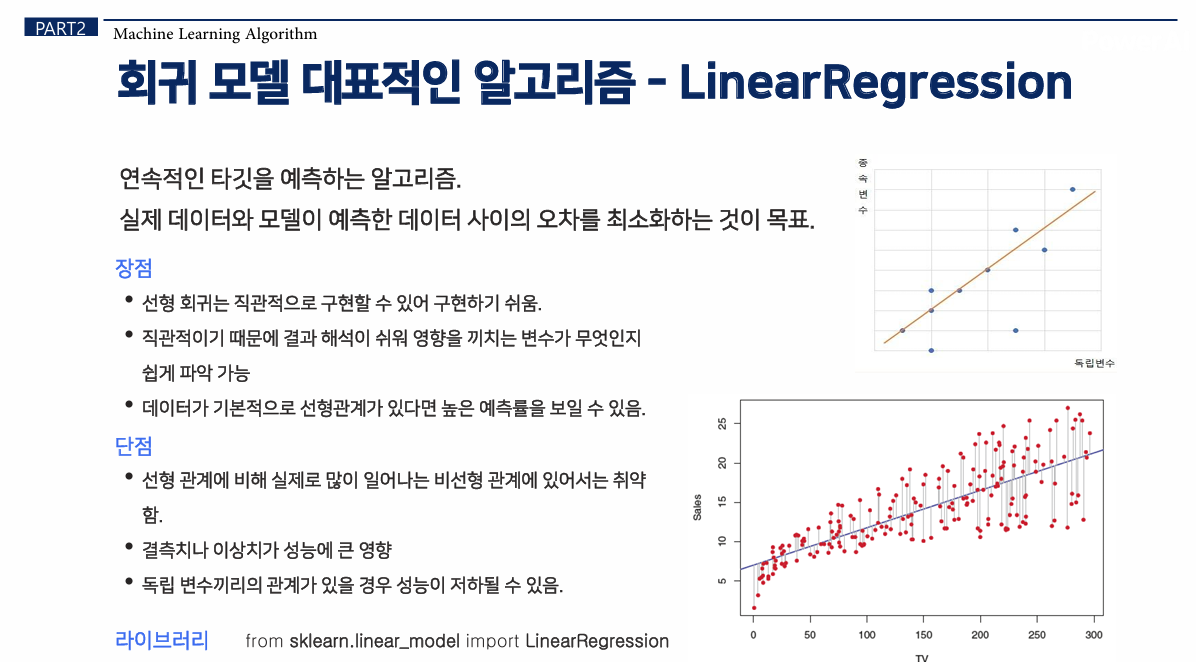 PART2
Machine Learning Algorithm
회귀 모델 대표적인 알고리즘 - LinearRegression
연속적인 타깃을 예측하는 알고리즘.
실제 데이터와 모델이 예측한 데이터 사이의 오차를 최소화하는 것이 목표.
장점
• 선형 회귀는 직관적으로 구현할 수 있어 구현하기 쉬움.
• 직관적이기 때문에 결과 해석이 쉬워 영향을 끼치는 변수가 무엇인지
쉽게 파악 가능
• 데이터가 기본적으로 선형관계가 있다면 높은 예측률을 보일 수 있음.
단점
• 선형 관계에 비해 실제로 많이 일어나는 비선형 관계에 있어서는 취약
함.
• 결측치나 이상치가 성능에 큰 영향
• 독립 변수끼리의 관계가 있을 경우 성능이 저하될 수 있음.
라이브러리 from sklearn.linear_model import LinearRegression
종
속
변
수
독립변수
Sales
25
20
15
10
5
0 50 100 150 200 250 300
TV